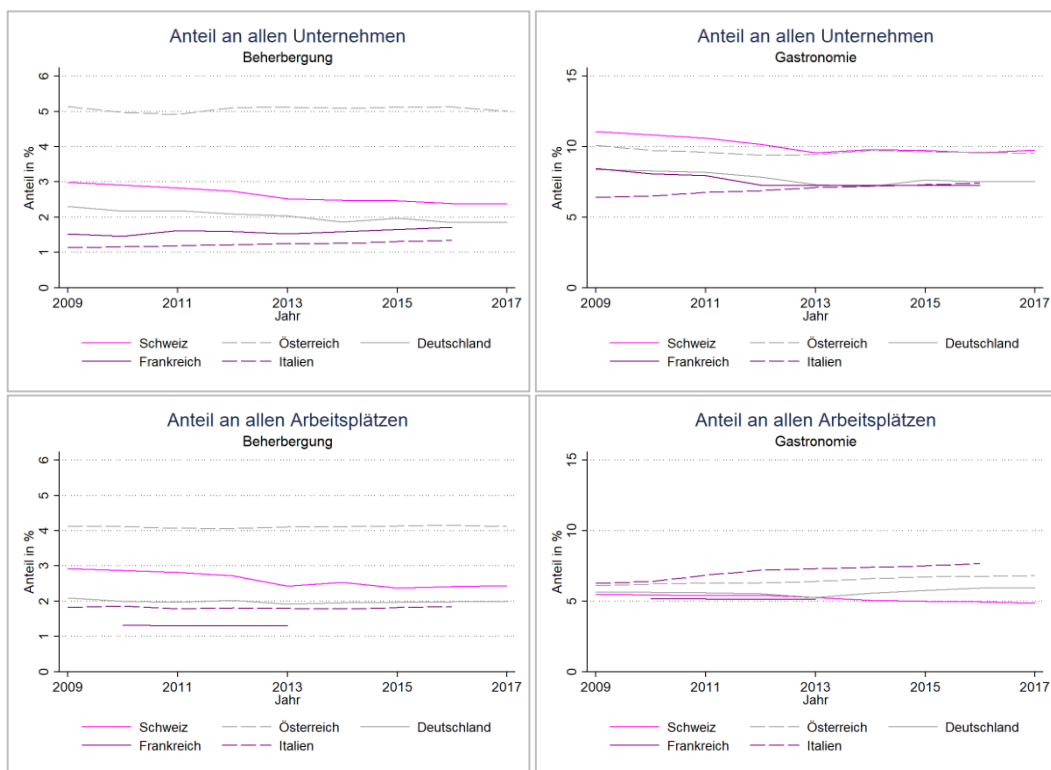 Anteil an allen Unternehmen
Beherbergung
Anteil in %
0 1 2 3 4 5 6
2009 2011 2013 2015 2017
Jahr
Schweiz Österreich Deutschland
Frankreich Italien
Anteil an allen Unternehmen
Gastronomie
Anteil in %
0 5 10 15
2009 2011 2013 2015 2017
Jahr
Schweiz Österreich Deutschland
Frankreich Italien
Anteil an allen Arbeitsplätzen
Beherbergung
Anteil in %
0 1 2 3 4 5 6
2009 2011 2013 2015 2017
Jahr
Schweiz Österreich Deutschland
Frankreich Italien
Anteil an allen Arbeitsplätzen
Gastronomie
Anteil in %
0 5 10 15
2009 2011 2013 2015 2017
Jahr
Schweiz Österreich Deutschland
Frankreich Italien